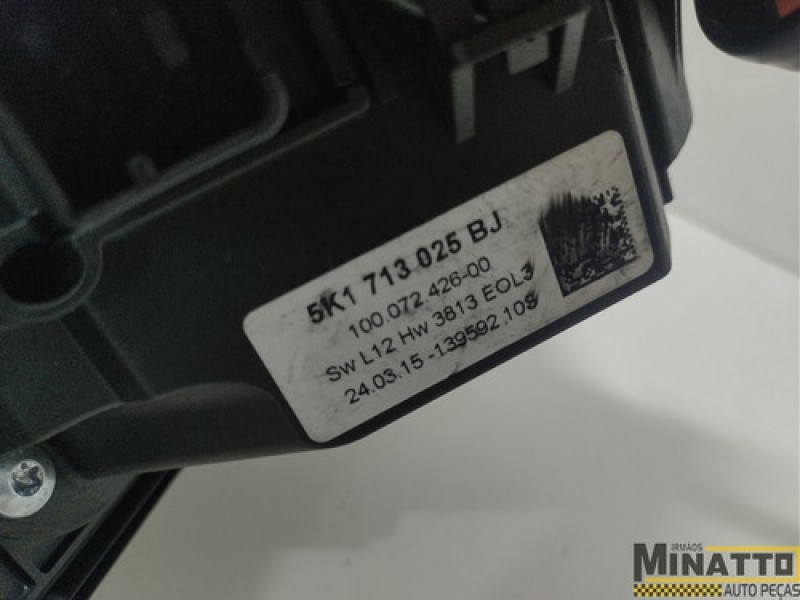 5K1 713 025 BJ
100.072.426-00
Sw L12 Hw 3813 EOL3
24.03.15 -139592.108
IRMÃOS
MINATTO
AUTO PEÇAS